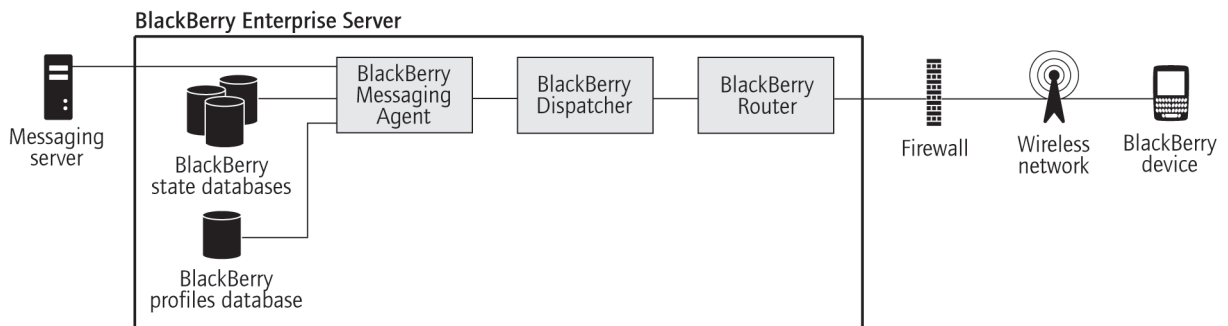 BlackBerry Enterprise Server
Messaging
server
BlackBerry
state databases
BlackBerry
profiles database
BlackBerry
Messaging
Agent
BlackBerry
Dispatcher
BlackBerry
Router
Firewall
Wireless
network
BlackBerry
device